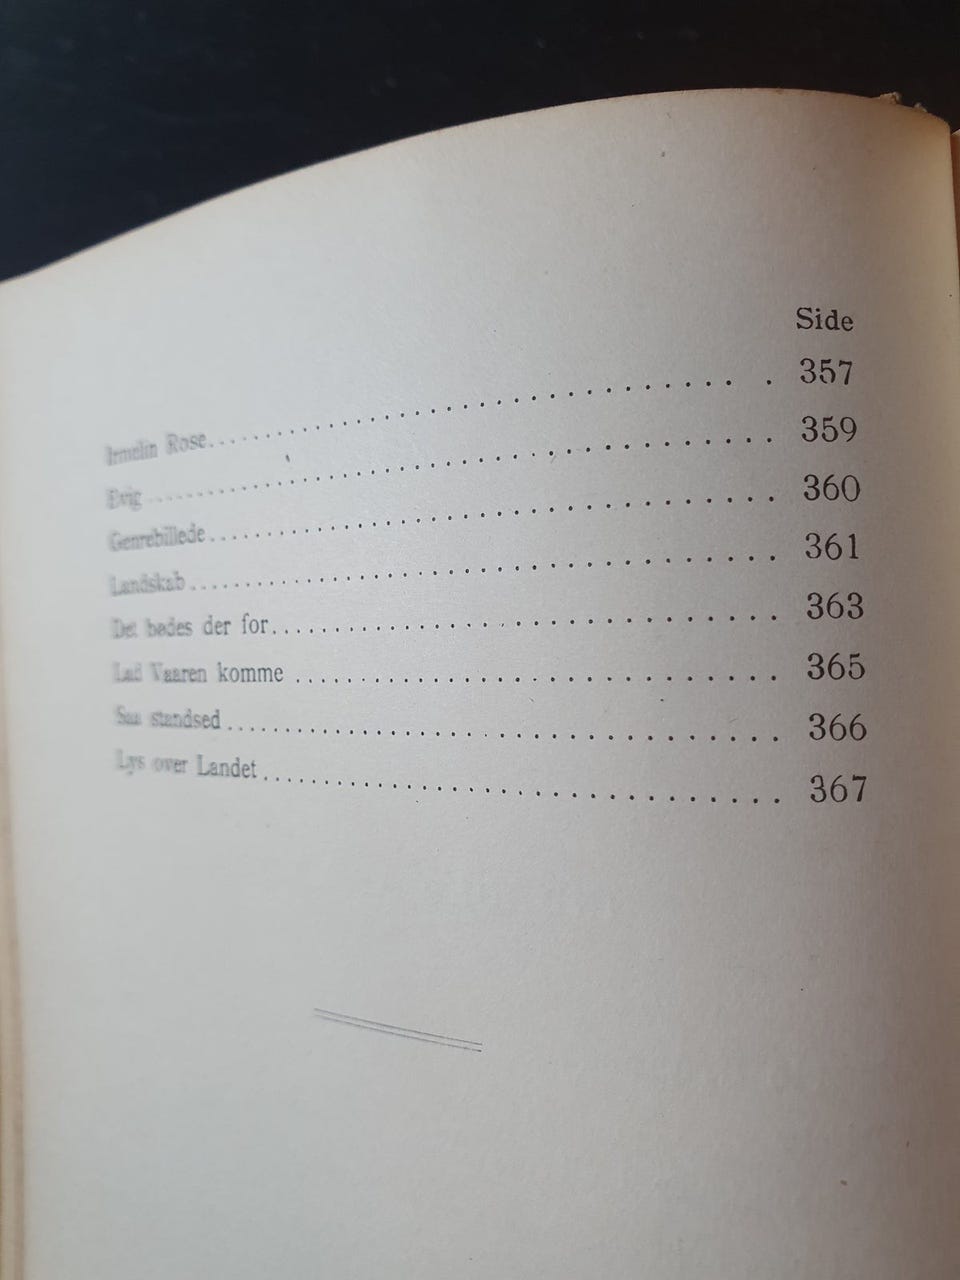 Side
Irmelin Rose . . . . . . . . . . . . . . . . . . . . . . . . . . . . 357
Evig . . . . . . . . . . . . . . . . . . . . . . . . . . . . . . . . 359
Genrebillede . . . . . . . . . . . . . . . . . . . . . . . . . . . . 360
Landskab . . . . . . . . . . . . . . . . . . . . . . . . . . . . . . 361
Det bødes der for . . . . . . . . . . . . . . . . . . . . . . . . . 363
Lad Vaaren komme . . . . . . . . . . . . . . . . . . . . . . . . . 365
Saa standsed . . . . . . . . . . . . . . . . . . . . . . . . . . . . 366
Lys over Landet . . . . . . . . . . . . . . . . . . . . . . . . . . 367